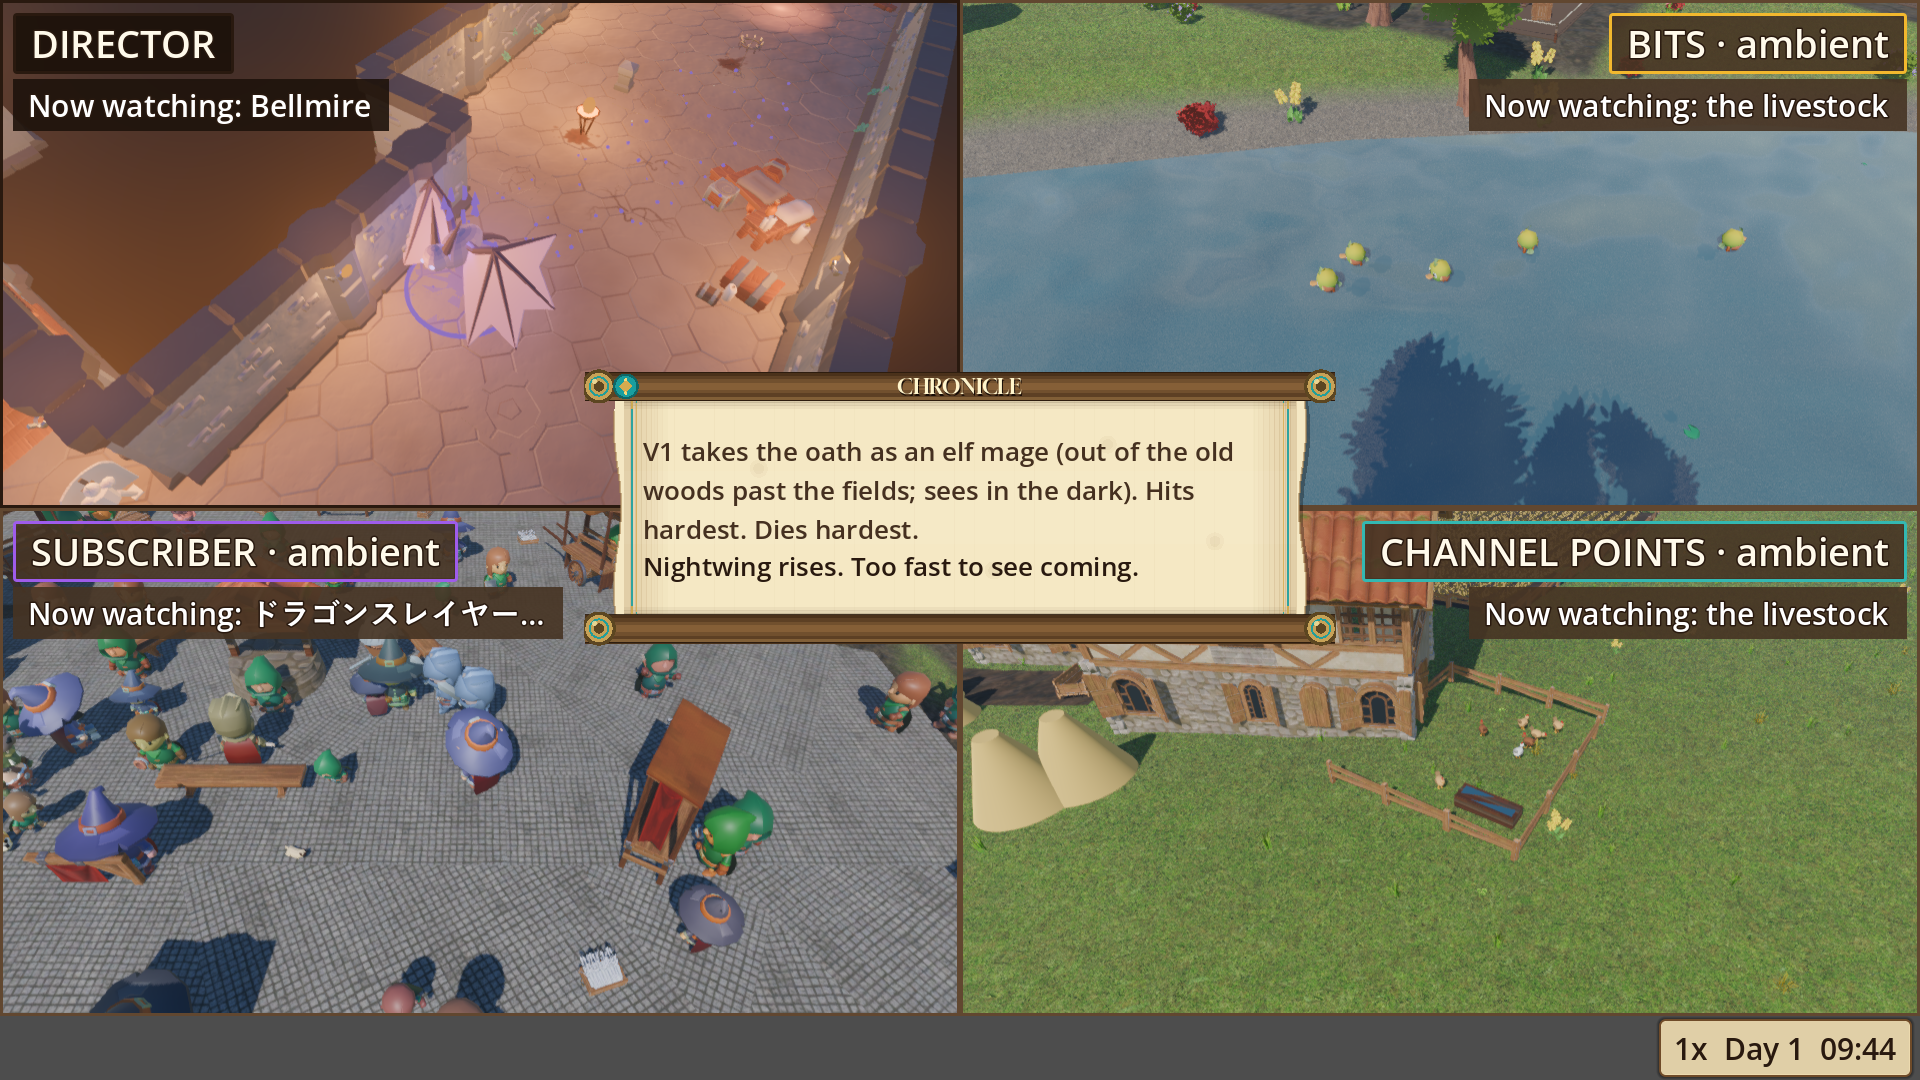 DIRECTOR
Now watching: Bellmire
BITS · ambient
Now watching: the livestock
CHRONICLE
V1 takes the oath as an elf mage (out of the old
woods past the fields; sees in the dark). Hits
hardest. Dies hardest.
Nightwing rises. Too fast to see coming.
SUBSCRIBER · ambient
Now watching: ドラゴンスレイヤー...
CHANNEL POINTS · ambient
Now watching: the livestock
1x Day 1 09:44